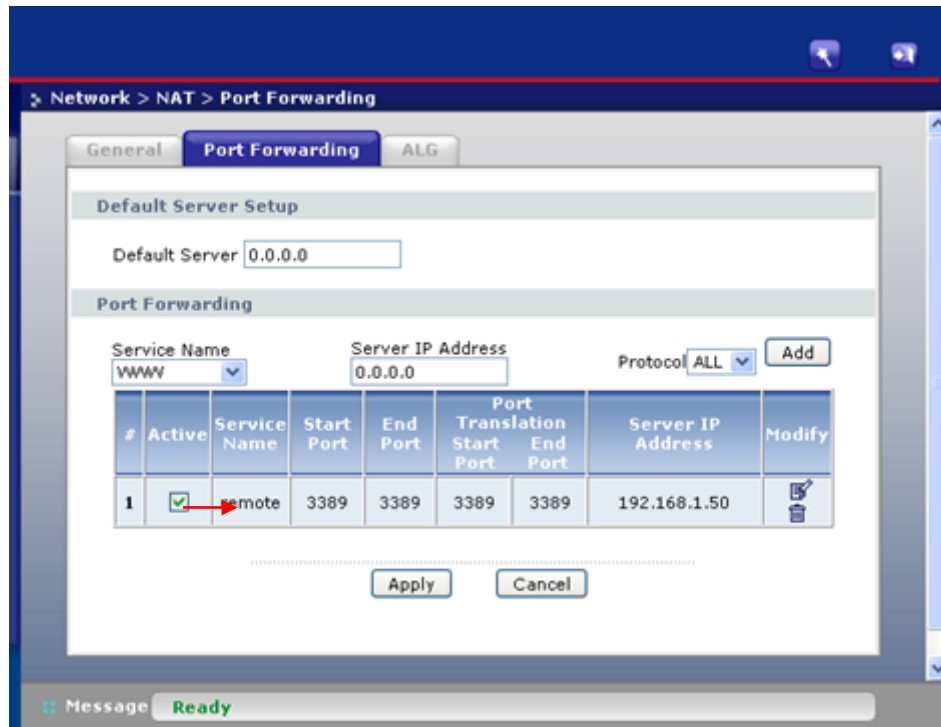 Network > NAT > Port Forwarding
General Port Forwarding ALG
Default Server Setup
Default Server 0.0.0.0
Port Forwarding
Service Name Server IP Address
WWW 0.0.0.0 Protocol ALL Add
# Active Service Name Start Port End Port Port Translation Start Port End Port Server IP Address Modify
1 remote 3389 3389 3389 3389 192.168.1.50
Apply Cancel
Message Ready